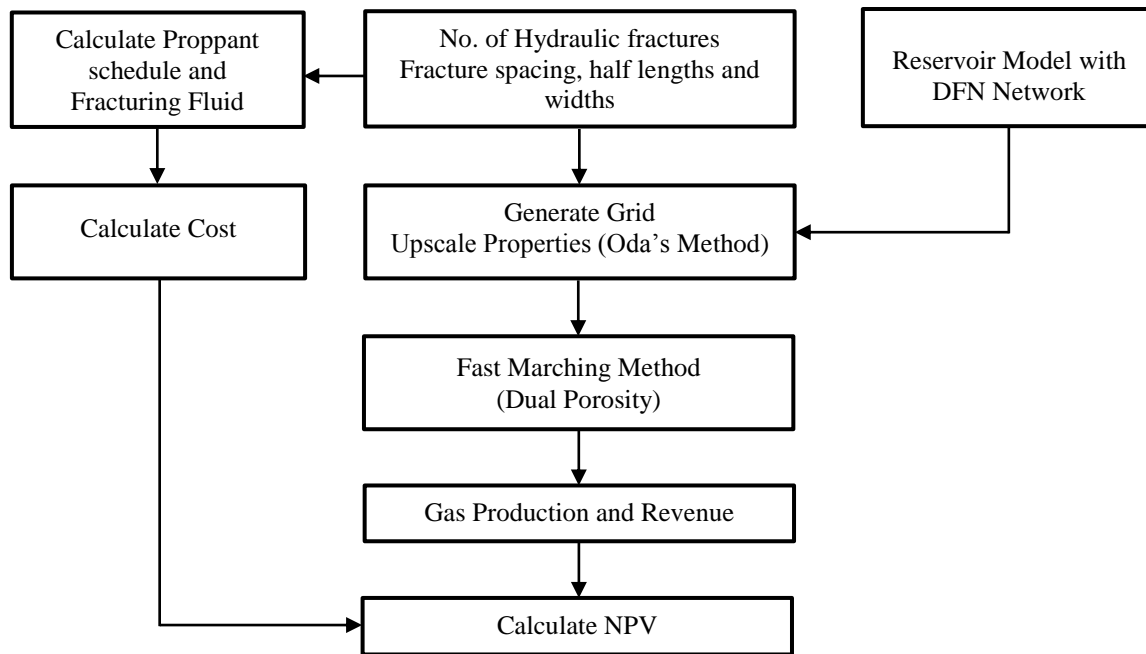 Calculate Proppant
schedule and
Fracturing Fluid
No. of Hydraulic fractures
Fracture spacing, half lengths and
widths
Reservoir Model with
DFN Network
Calculate Cost
Generate Grid
Upscale Properties (Oda’s Method)
Fast Marching Method
(Dual Porosity)
Gas Production and Revenue
Calculate NPV